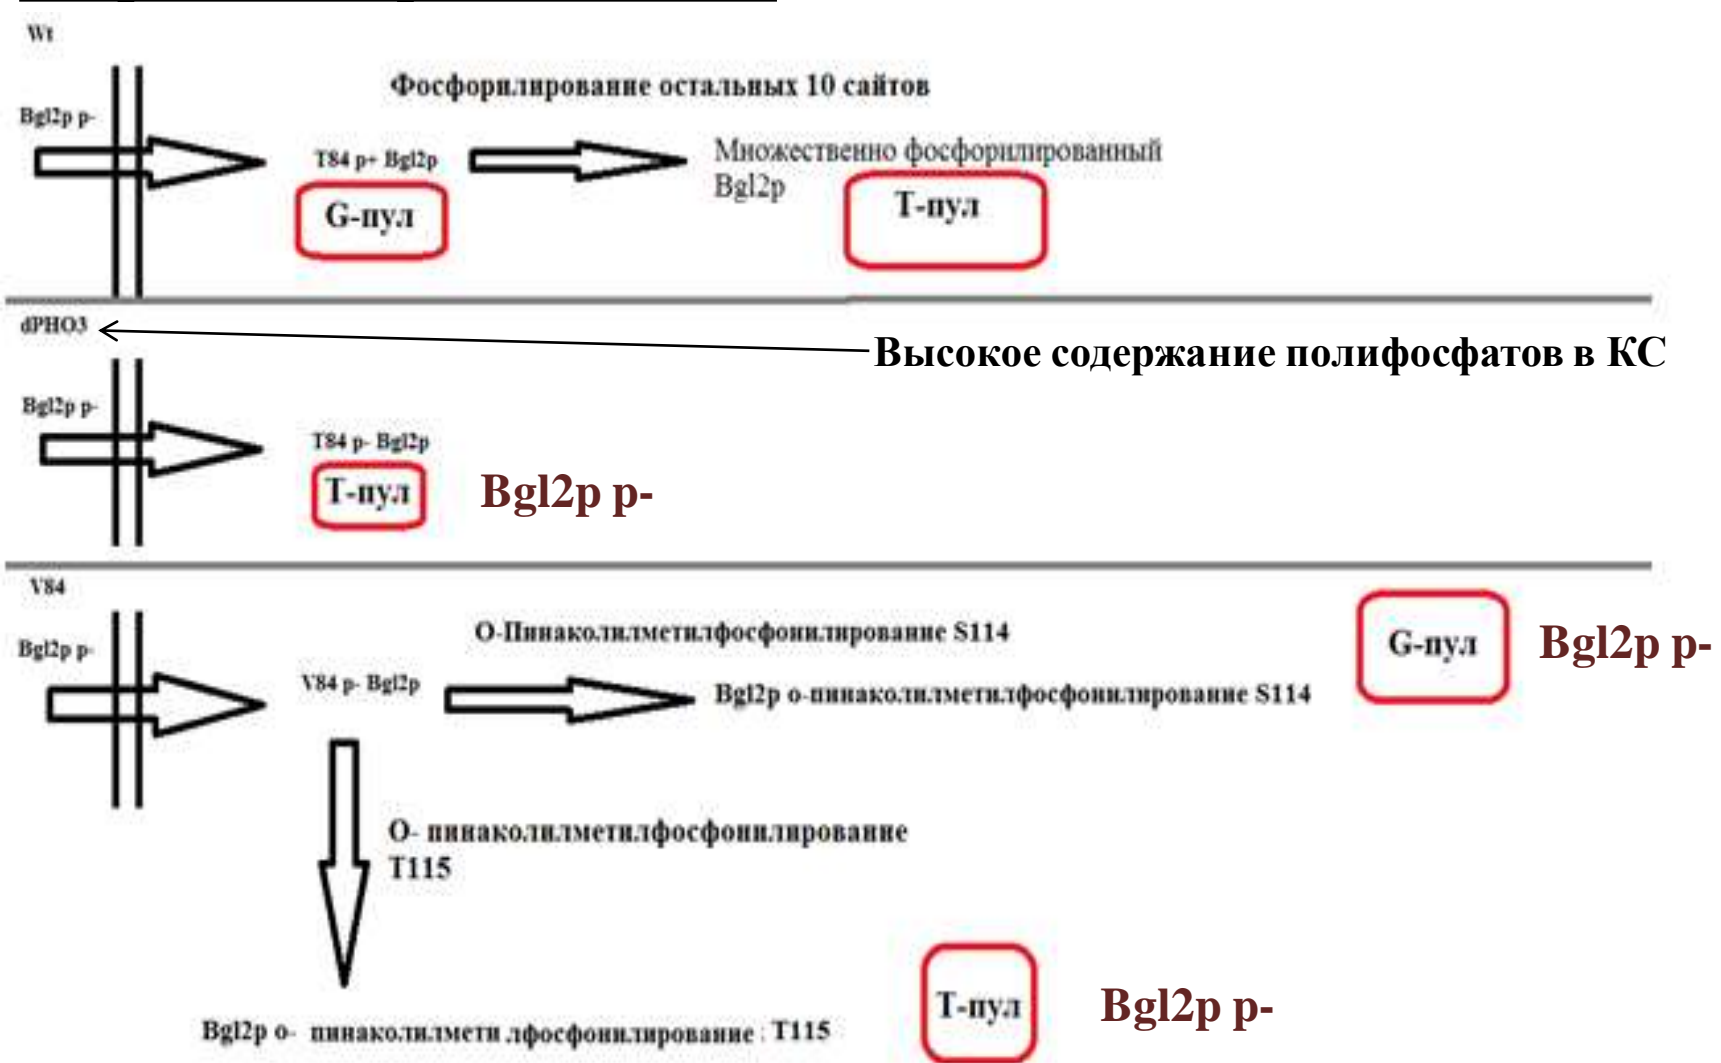 Wt
Bgl2p p-
Фосфорилирование остальных 10 сайтов
T84 p+ Bgl2p
G-пул
Множественно фосфорилированный
Bgl2p
Т-пул
dPHO3
Высокое содержание полифосфатов в КС
Bgl2p p-
T84 p- Bgl2p
Т-пул
Bgl2p p-
V84
Bgl2p p-
О-Пинаколилметилфосфонилирование S114
G-пул
Bgl2p p-
V84 p- Bgl2p
Bgl2p о-пинаколилметилфосфонилирование S114
О- пинаколилметилфосфонилирование
T115
Т-пул
Bgl2p p-
Bgl2p о- пинаколилмети лфосфонилирование : T115